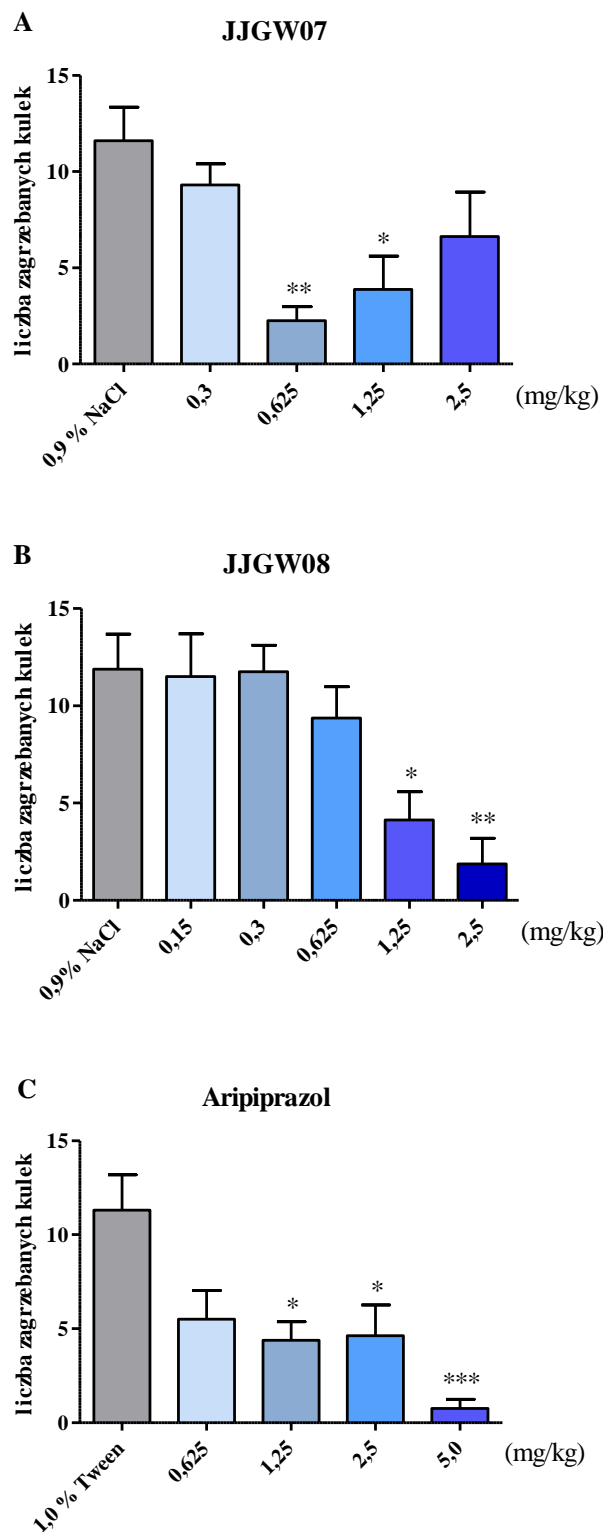 A
JJGW07
liczba zagrzebanych kulek
15
10
5
0
**
*
0,9 % NaCl
0,3
0,625
1,25
2,5
(mg/kg)
B
JJGW08
liczba zagrzebanych kulek
15
10
5
0
*
**
0,9% NaCl
0,15
0,3
0,625
1,25
2,5
(mg/kg)
C
Aripiprazol
liczba zagrzebanych kulek
15
10
5
0
*
*
***
1,0 % Tween
0,625
1,25
2,5
5,0
(mg/kg)